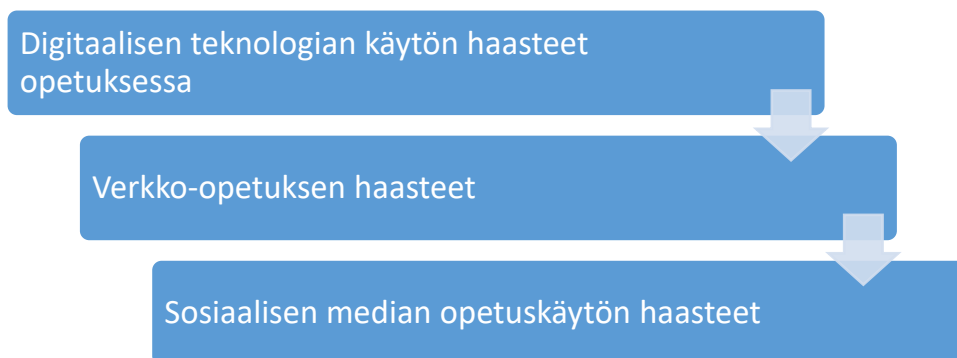 Digitaalisen teknologian käytön haasteet
opetuksessa
Verkko-opetuksen haasteet
Sosiaalisen median opetuskäytön haasteet